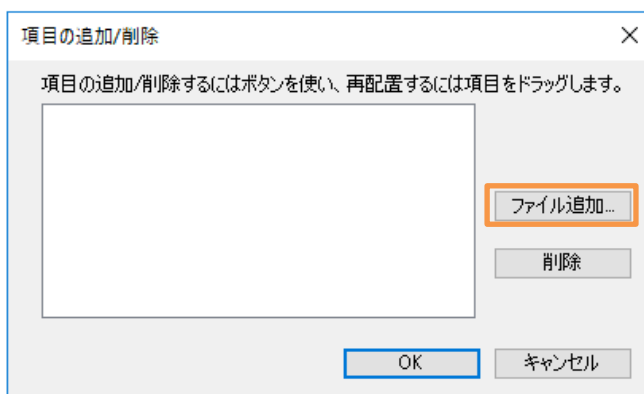 項目の追加/削除
項目の追加/削除するにはボタンを使い、再配置するには項目をドラッグします。
ファイル追加...
削除
OK
キャンセル